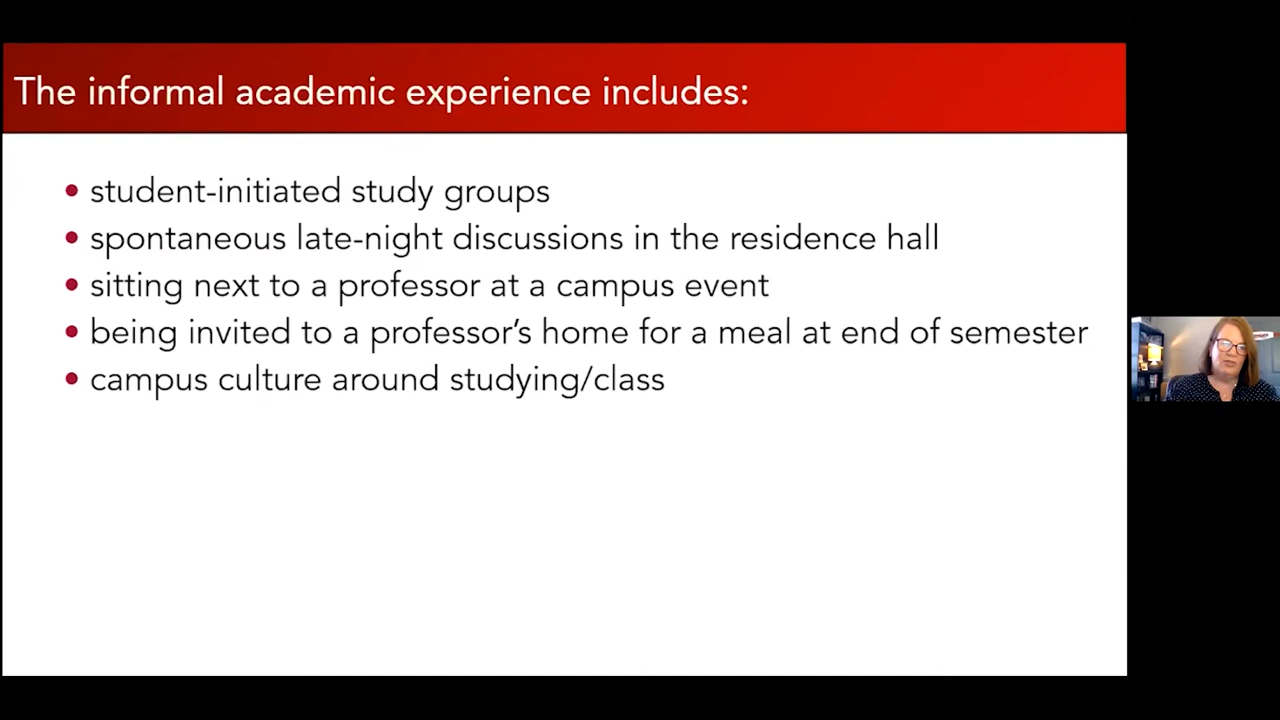 The informal academic experience includes:
• student-initiated study groups
• spontaneous late-night discussions in the residence hall
• sitting next to a professor at a campus event
• being invited to a professor’s home for a meal at end of semester
• campus culture around studying/class